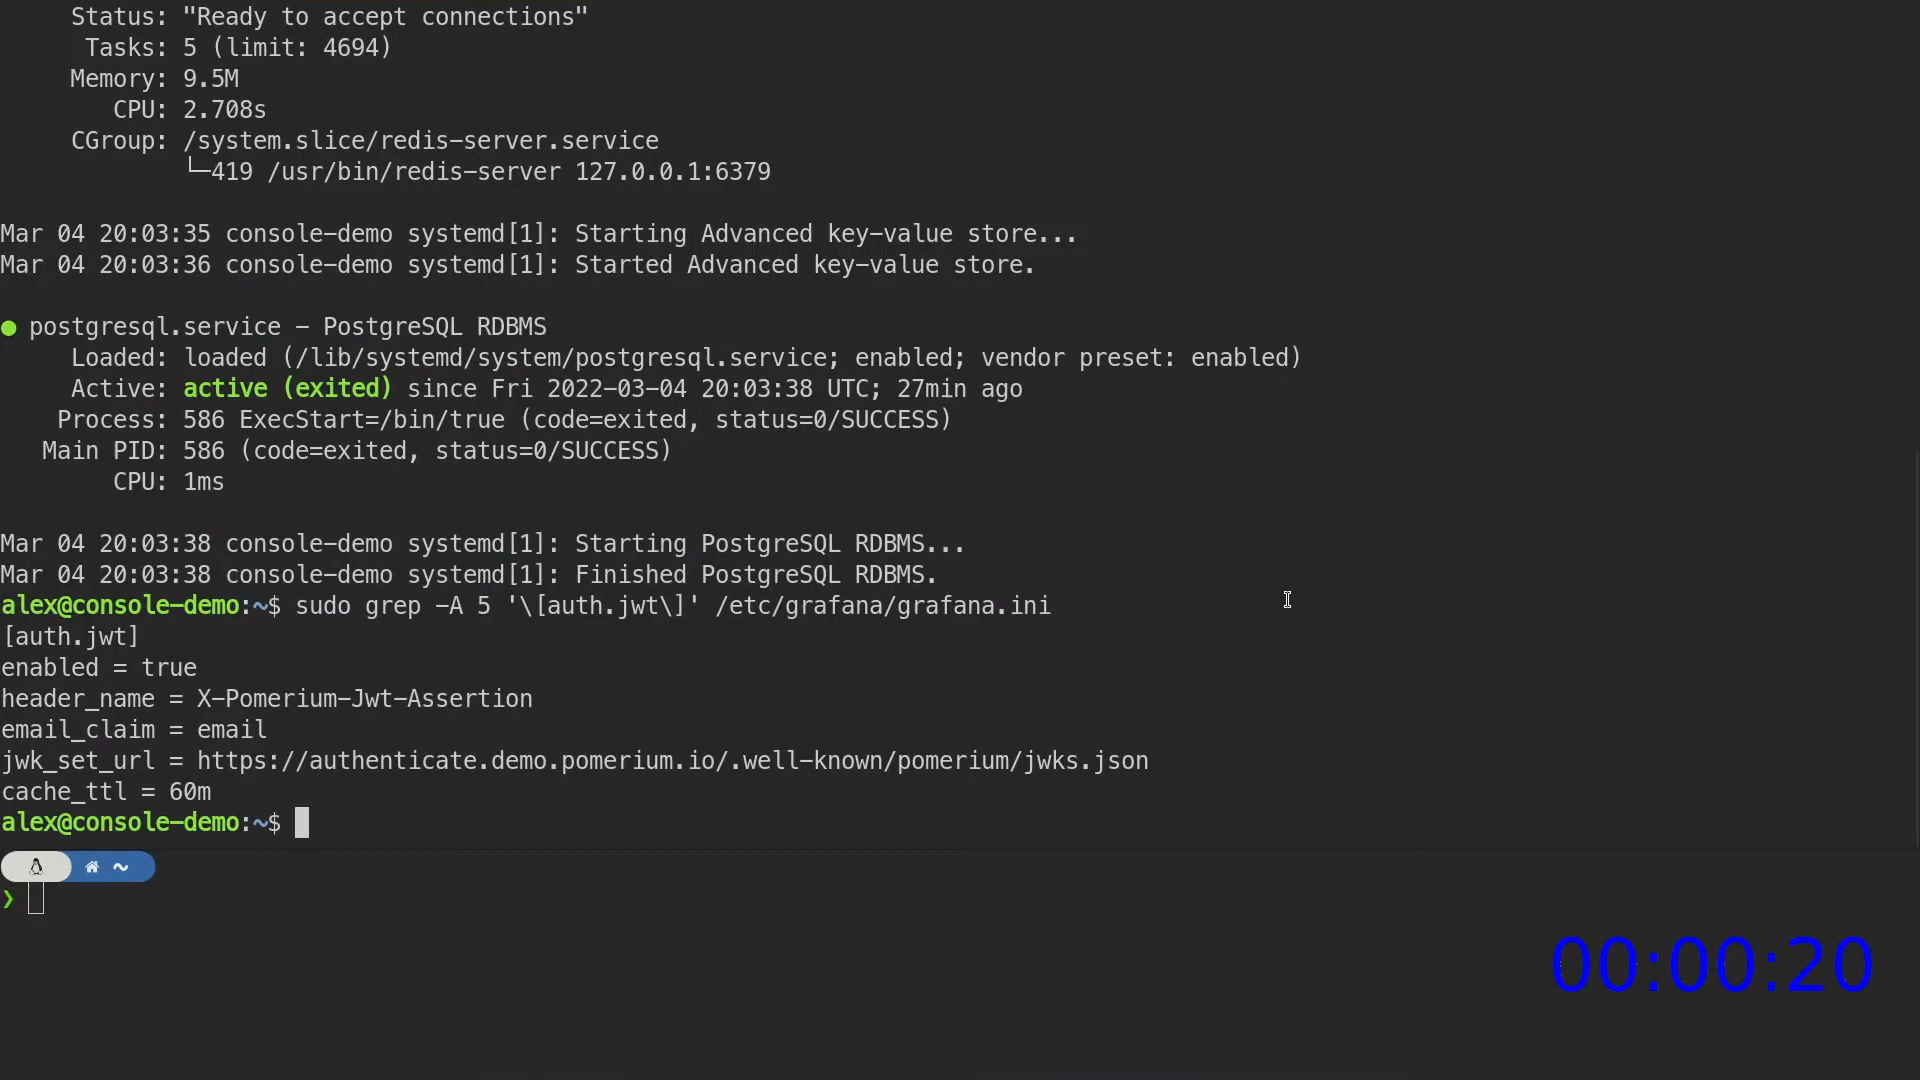 Status: "Ready to accept connections"
Tasks: 5 (limit: 4694)
Memory: 9.5M
CPU: 2.708s
CGroup: /system.slice/redis-server.service
└─419 /usr/bin/redis-server 127.0.0.1:6379
Mar 04 20:03:35 console-demo systemd[1]: Starting Advanced key-value store...
Mar 04 20:03:36 console-demo systemd[1]: Started Advanced key-value store.
● postgresql.service - PostgreSQL RDBMS
Loaded: loaded (/lib/systemd/system/postgresql.service; enabled; vendor preset: enabled)
Active: active (exited) since Fri 2022-03-04 20:03:38 UTC; 27min ago
Process: 586 ExecStart=/bin/true (code=exited, status=0/SUCCESS)
Main PID: 586 (code=exited, status=0/SUCCESS)
CPU: 1ms
Mar 04 20:03:38 console-demo systemd[1]: Starting PostgreSQL RDBMS...
Mar 04 20:03:38 console-demo systemd[1]: Finished PostgreSQL RDBMS.
alex@console-demo:~$ sudo grep -A 5 '\[auth.jwt\]' /etc/grafana/grafana.ini
[auth.jwt]
enabled = true
header_name = X-Pomerium-Jwt-Assertion
email_claim = email
jwk_set_url = https://authenticate.demo.pomerium.io/.well-known/pomerium/jwks.json
cache_ttl = 60m
alex@console-demo:~$
~
❯
00:00:20